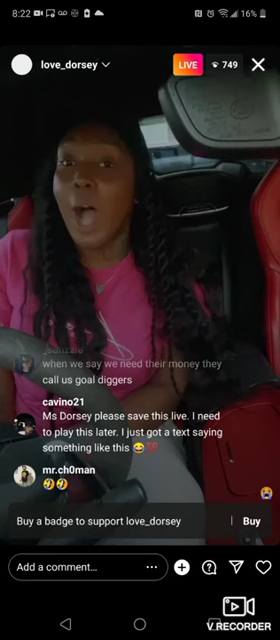 8:22
16%
love_dorsey
LIVE
749
when we say we need their money they
call us goal diggers
cavino21
Ms Dorsey please save this live. I need
to play this later. I just got a text saying
something like this 😂💯
mr.ch0man
🤣🤣
Buy a badge to support love_dorsey
Buy
Add a comment...
V RECORDER